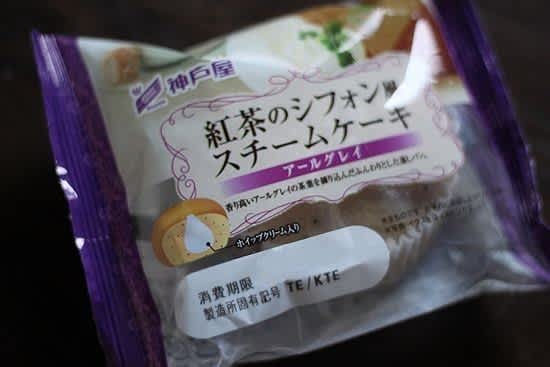 神戸屋
紅茶のシフォン風
スチームケーキ
アールグレイ
香り高いアールグレイの茶葉を練り込んだふんわりとした蒸しパン。
ホイップクリーム入り
消費期限
製造所固有記号 TE/KTE